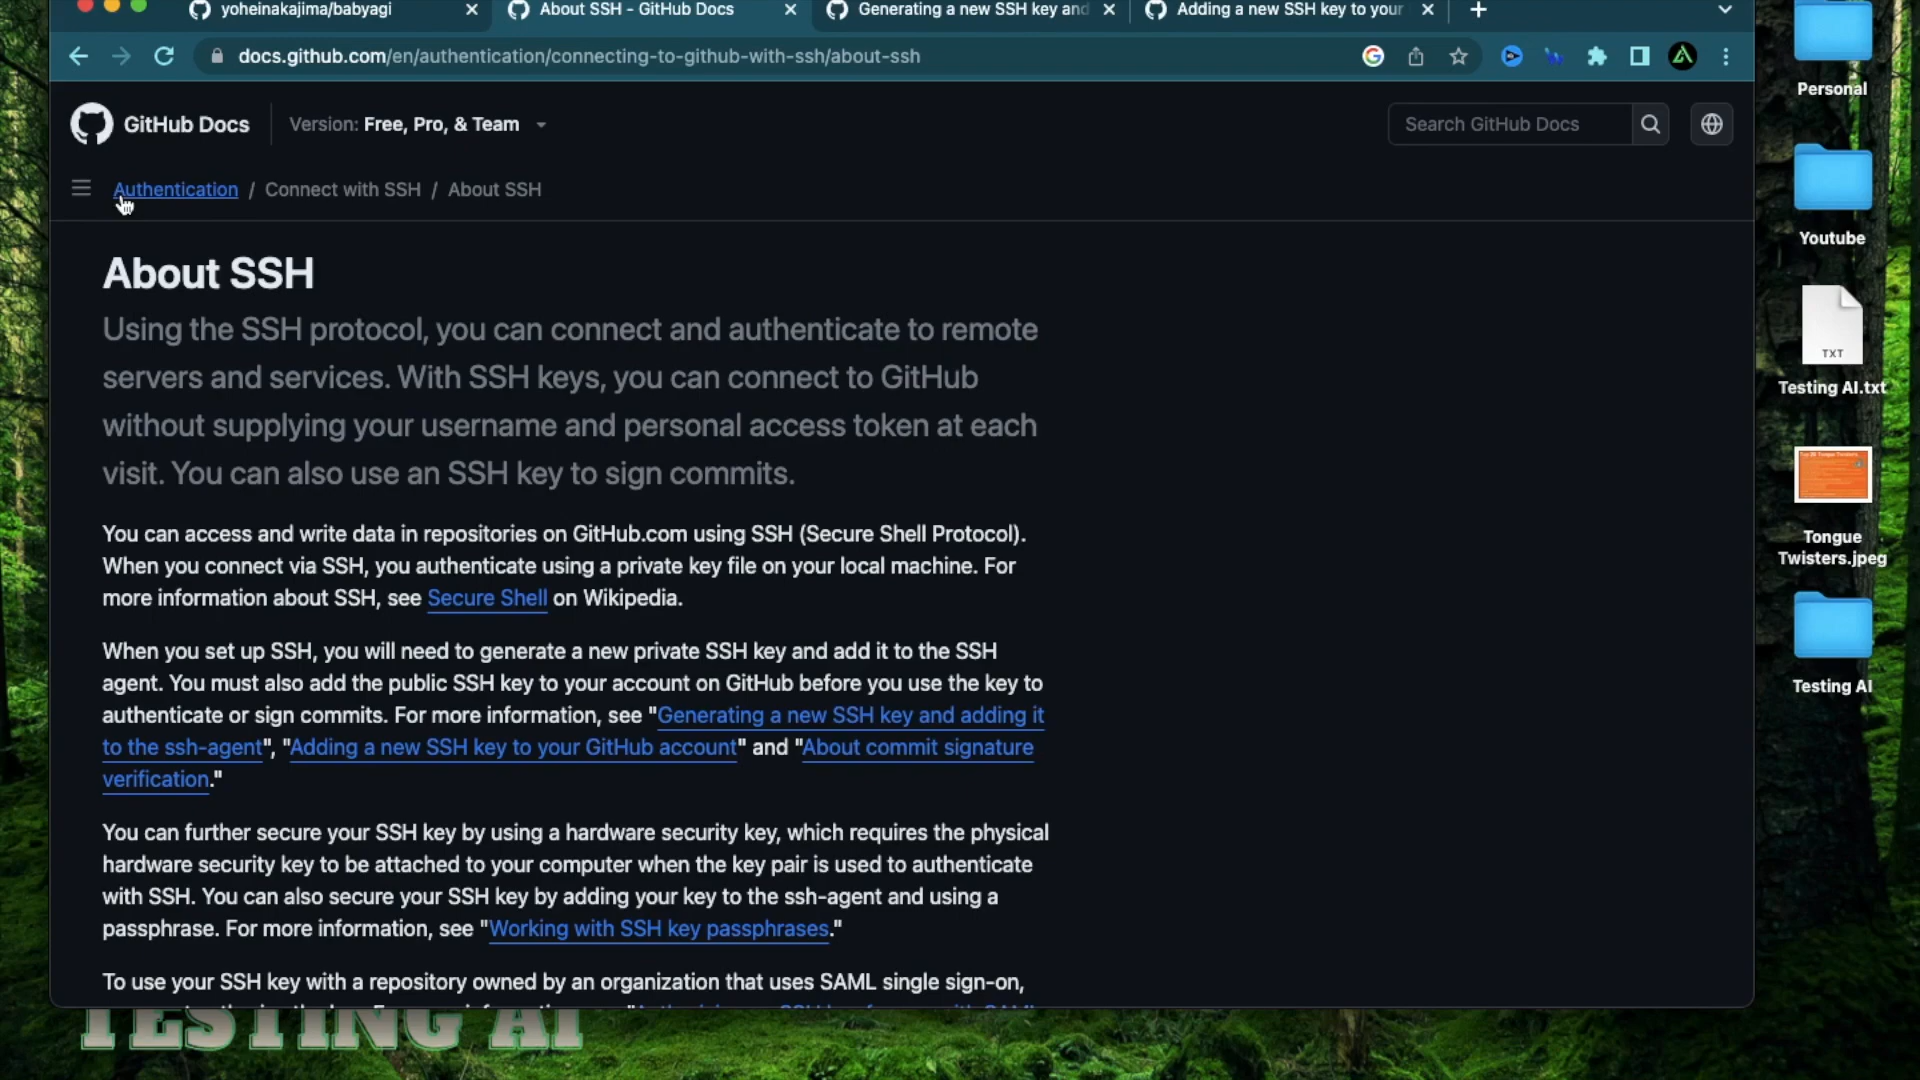 yoheinakajima/babyagi
About SSH - GitHub Docs
Generating a new SSH key and
Adding a new SSH key to your
docs.github.com/en/authentication/connecting-to-github-with-ssh/about-ssh
GitHub Docs
Version: Free, Pro, & Team
Search GitHub Docs
Authentication / Connect with SSH / About SSH
About SSH
Using the SSH protocol, you can connect and authenticate to remote
servers and services. With SSH keys, you can connect to GitHub
without supplying your username and personal access token at each
visit. You can also use an SSH key to sign commits.
You can access and write data in repositories on GitHub.com using SSH (Secure Shell Protocol).
When you connect via SSH, you authenticate using a private key file on your local machine. For
more information about SSH, see Secure Shell on Wikipedia.
When you set up SSH, you will need to generate a new private SSH key and add it to the SSH
agent. You must also add the public SSH key to your account on GitHub before you use the key to
authenticate or sign commits. For more information, see "Generating a new SSH key and adding it
to the ssh-agent", "Adding a new SSH key to your GitHub account" and "About commit signature
verification."
You can further secure your SSH key by using a hardware security key, which requires the physical
hardware security key to be attached to your computer when the key pair is used to authenticate
with SSH. You can also secure your SSH key by adding your key to the ssh-agent and using a
passphrase. For more information, see "Working with SSH key passphrases."
To use your SSH key with a repository owned by an organization that uses SAML single sign-on,
TESTING AI
Personal
Youtube
TXT
Testing AI.txt
Tongue
Twisters.jpeg
Testing AI